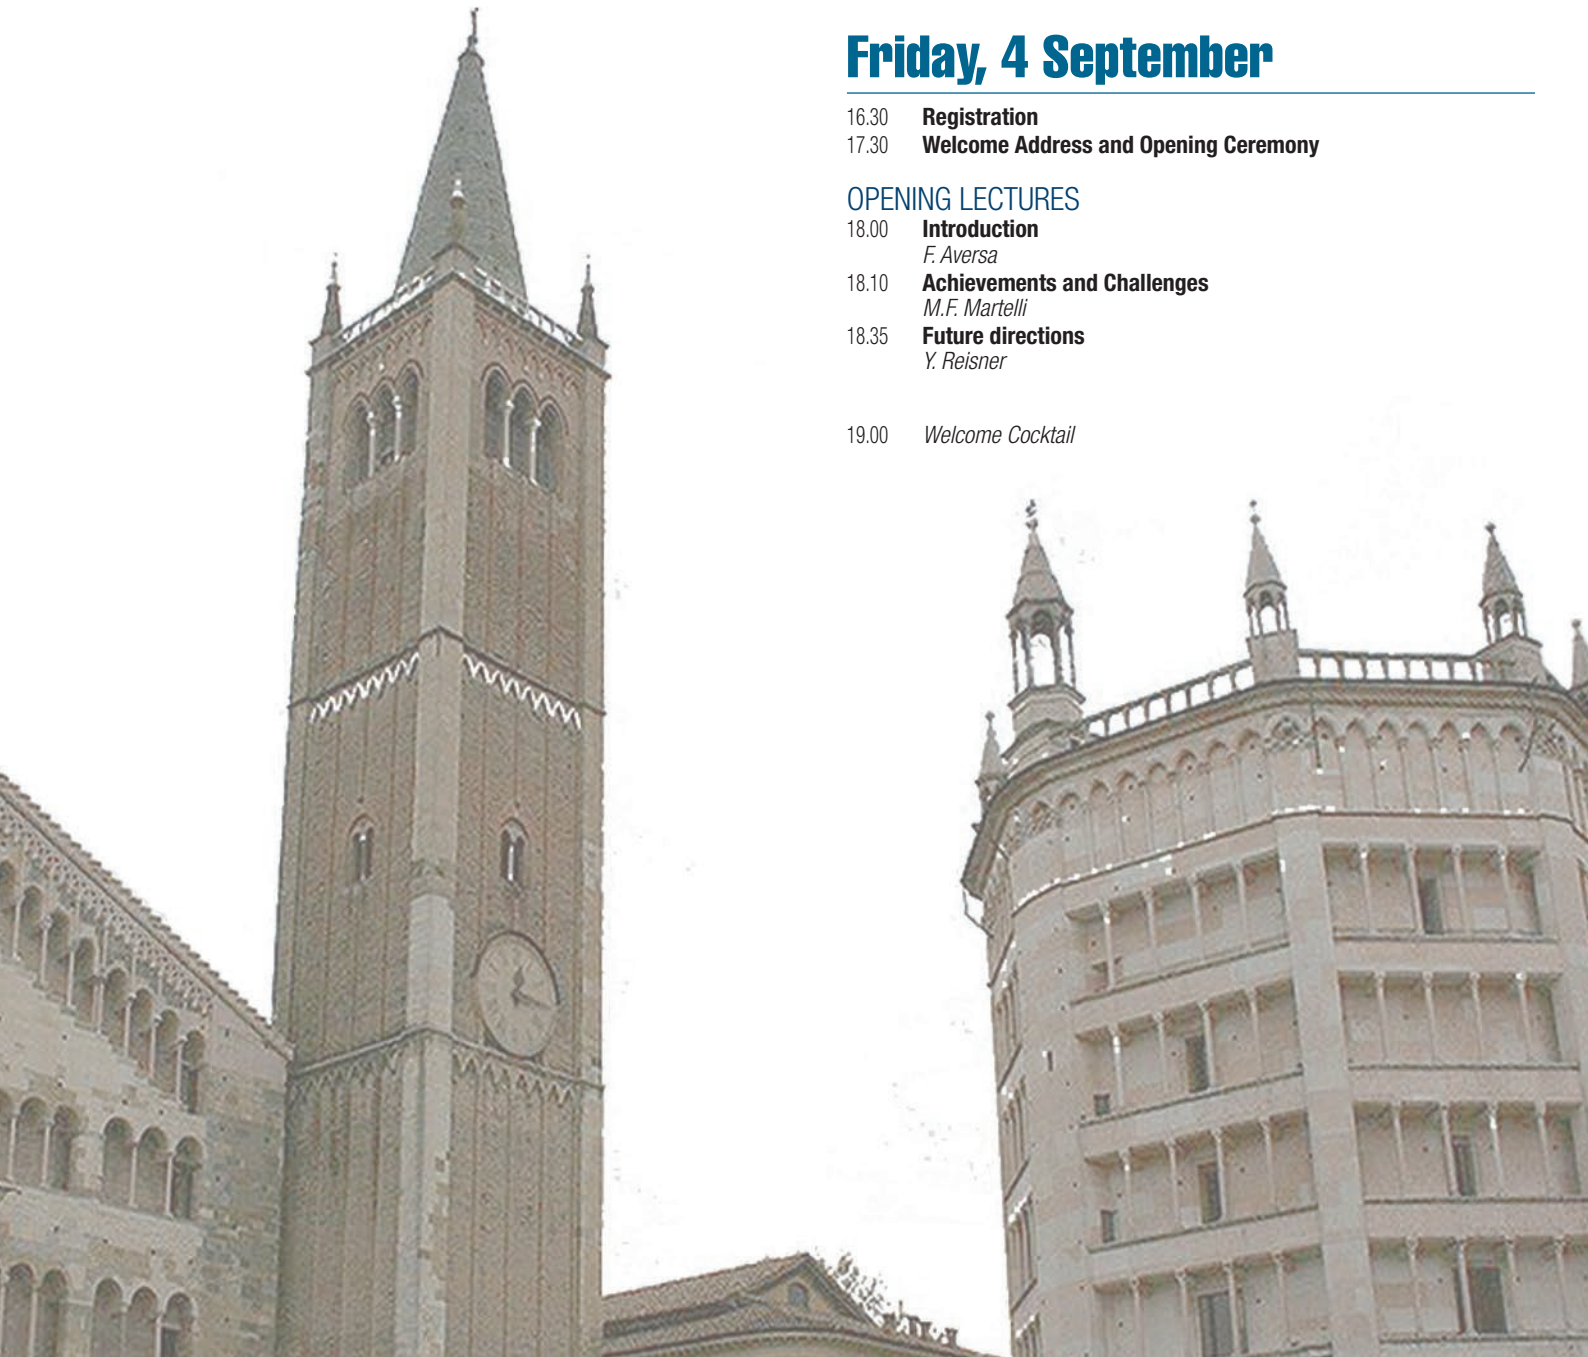 Friday, 4 September
16.30 Registration
17.30 Welcome Address and Opening Ceremony
OPENING LECTURES
18.00 Introduction
F. Aversa
18.10 Achievements and Challenges
M.F. Martelli
18.35 Future directions
Y. Reisner
19.00 Welcome Cocktail